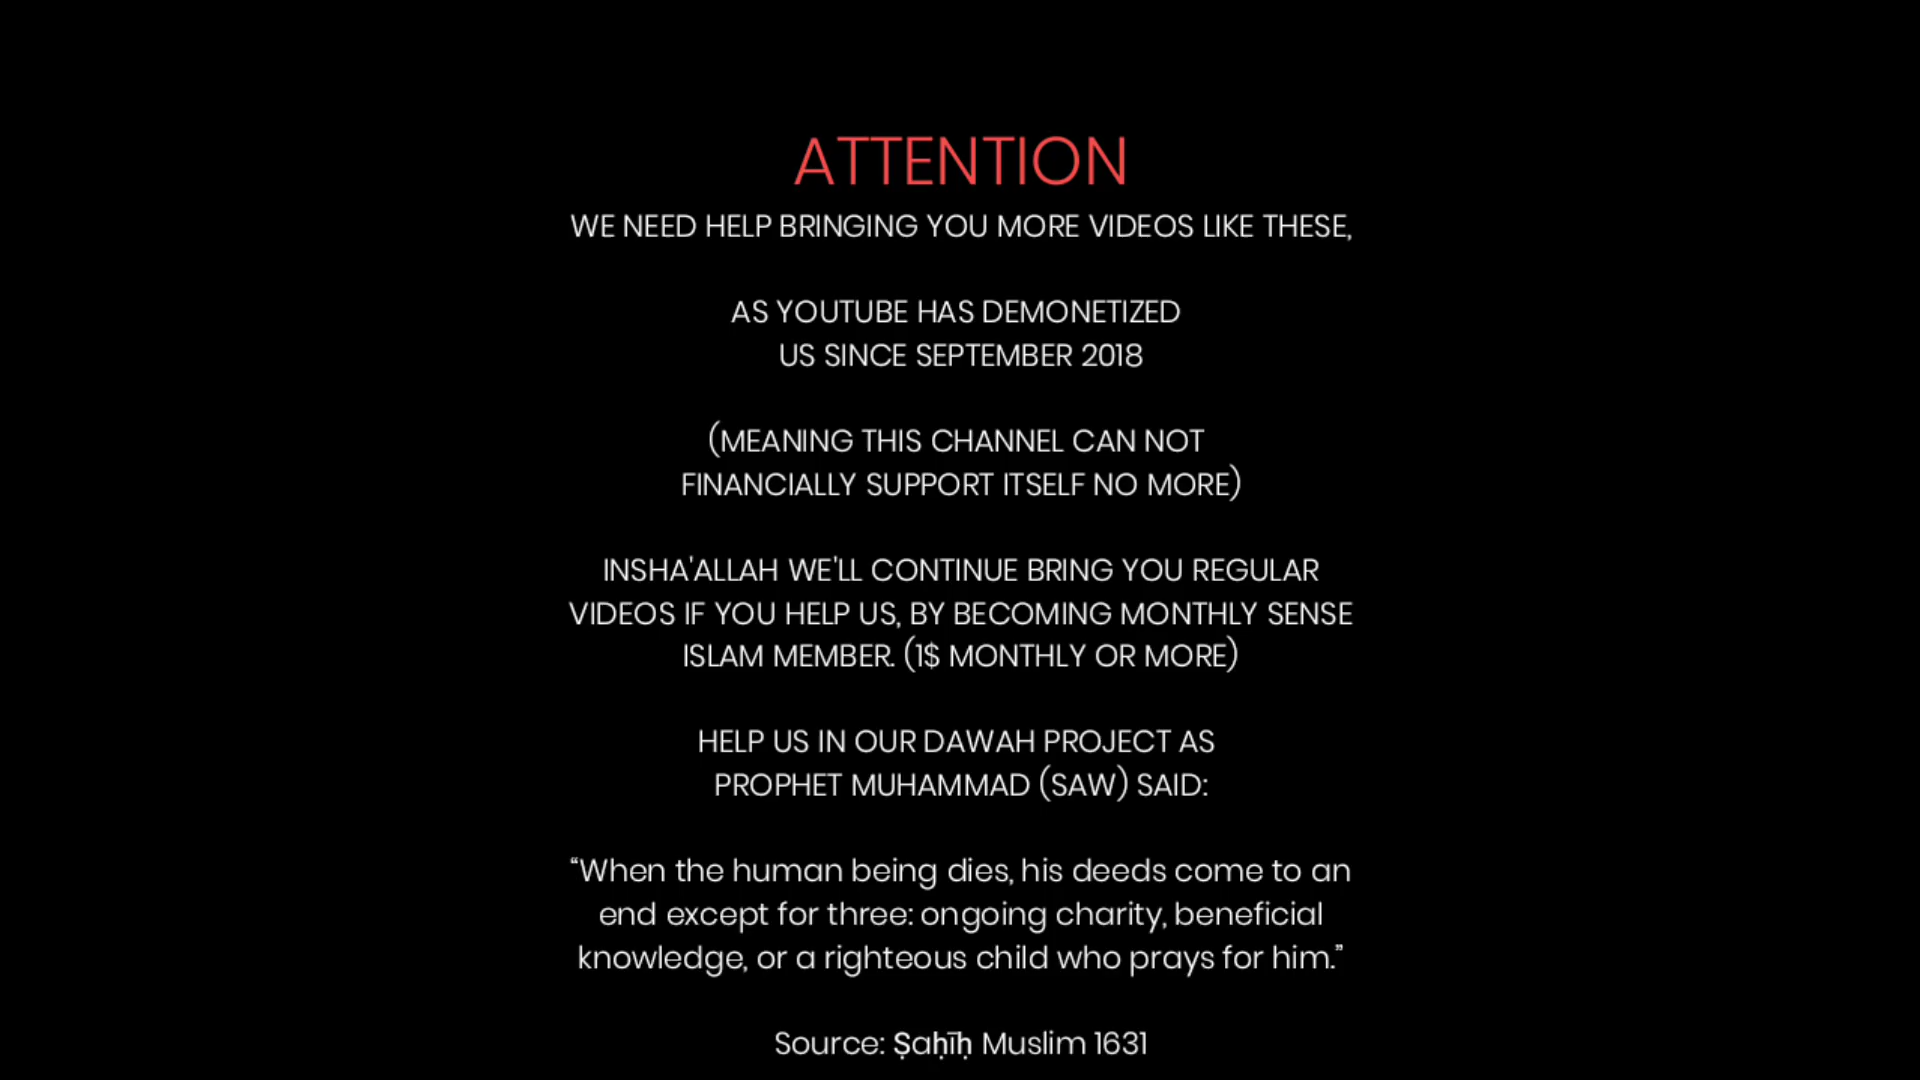 ATTENTION
WE NEED HELP BRINGING YOU MORE VIDEOS LIKE THESE,
AS YOUTUBE HAS DEMONETIZED
US SINCE SEPTEMBER 2018
(MEANING THIS CHANNEL CAN NOT
FINANCIALLY SUPPORT ITSELF NO MORE)
INSHA'ALLAH WE'LL CONTINUE BRING YOU REGULAR
VIDEOS IF YOU HELP US, BY BECOMING MONTHLY SENSE
ISLAM MEMBER. (1$ MONTHLY OR MORE)
HELP US IN OUR DAWAH PROJECT AS
PROPHET MUHAMMAD (SAW) SAID:
“When the human being dies, his deeds come to an
end except for three: ongoing charity, beneficial
knowledge, or a righteous child who prays for him.”
Source: Ṣaḥīḥ Muslim 1631